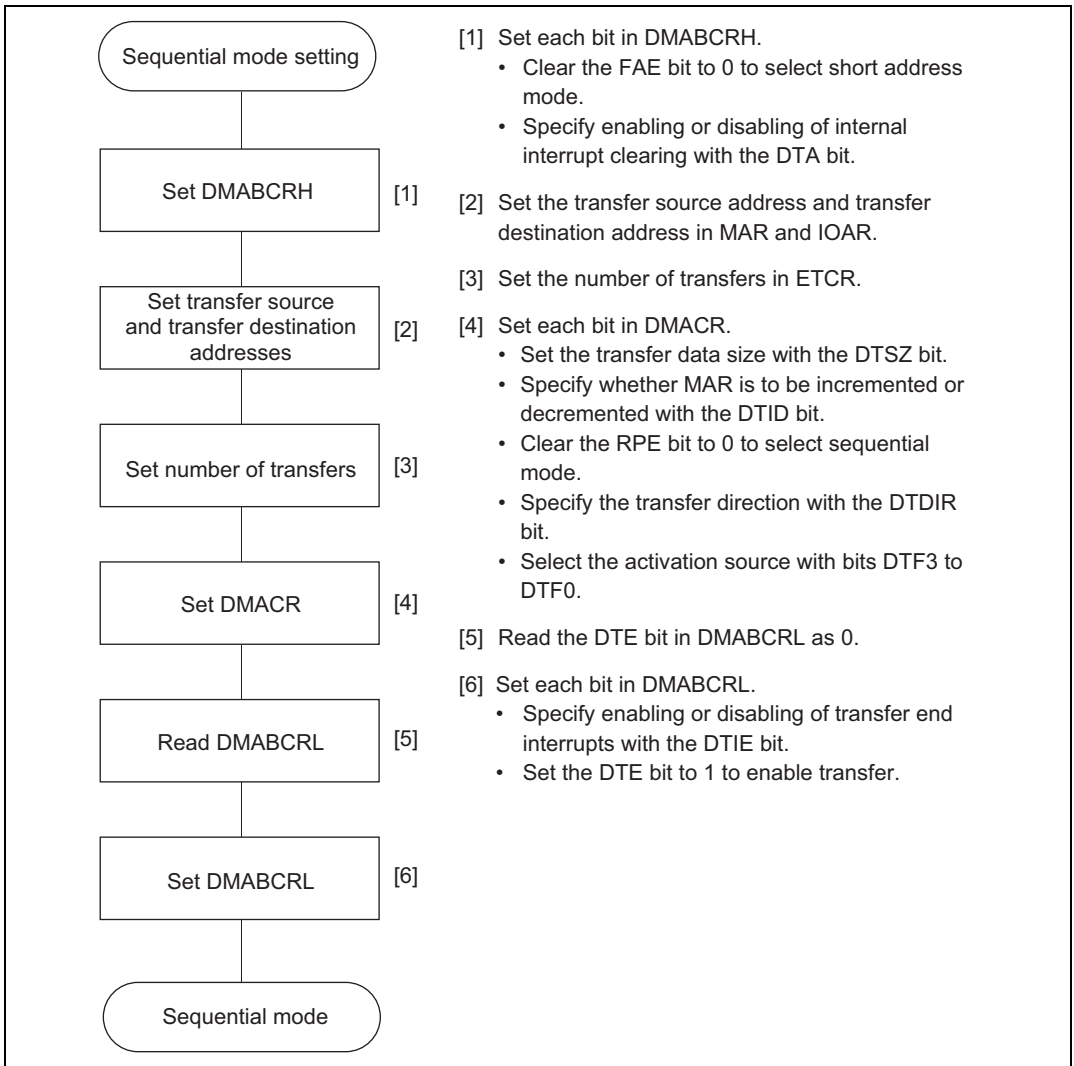 Sequential mode setting
Set DMABCRH
[1]
Set transfer source
and transfer destination
addresses
[2]
Set number of transfers
[3]
Set DMACR
[4]
Read DMABCRL
[5]
Set DMABCRL
[6]
Sequential mode
[1] Set each bit in DMABCRH.
• Clear the FAE bit to 0 to select short address
mode.
• Specify enabling or disabling of internal
interrupt clearing with the DTA bit.
[2] Set the transfer source address and transfer
destination address in MAR and IOAR.
[3] Set the number of transfers in ETCR.
[4] Set each bit in DMACR.
• Set the transfer data size with the DTSZ bit.
• Specify whether MAR is to be incremented or
decremented with the DTID bit.
• Clear the RPE bit to 0 to select sequential
mode.
• Specify the transfer direction with the DTDIR
bit.
• Select the activation source with bits DTF3 to
DTF0.
[5] Read the DTE bit in DMABCRL as 0.
[6] Set each bit in DMABCRL.
• Specify enabling or disabling of transfer end
interrupts with the DTIE bit.
• Set the DTE bit to 1 to enable transfer.